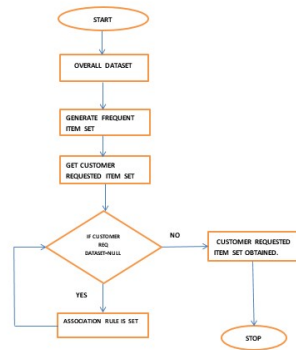 START
OVERALL DATASET
GENERATE FREQUENT
ITEM SET
GET CUSTOMER
REQUESTED ITEM SET
IF CUSTOMER
REQ
DATASET=NULL
NO
CUSTOMER REQUESTED
ITEM SET OBTAINED.
YES
ASSOCIATION RULE IS SET
STOP